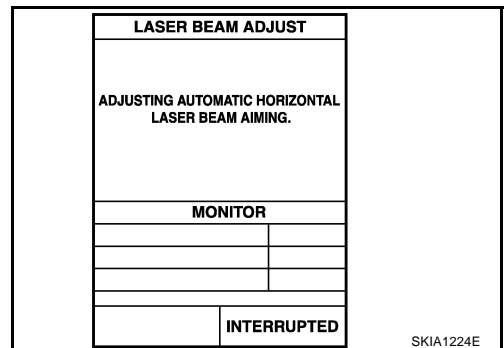 LASER BEAM ADJUST
ADJUSTING AUTOMATIC HORIZONTAL
LASER BEAM AIMING.
MONITOR
INTERRUPTED
SKIA1224E